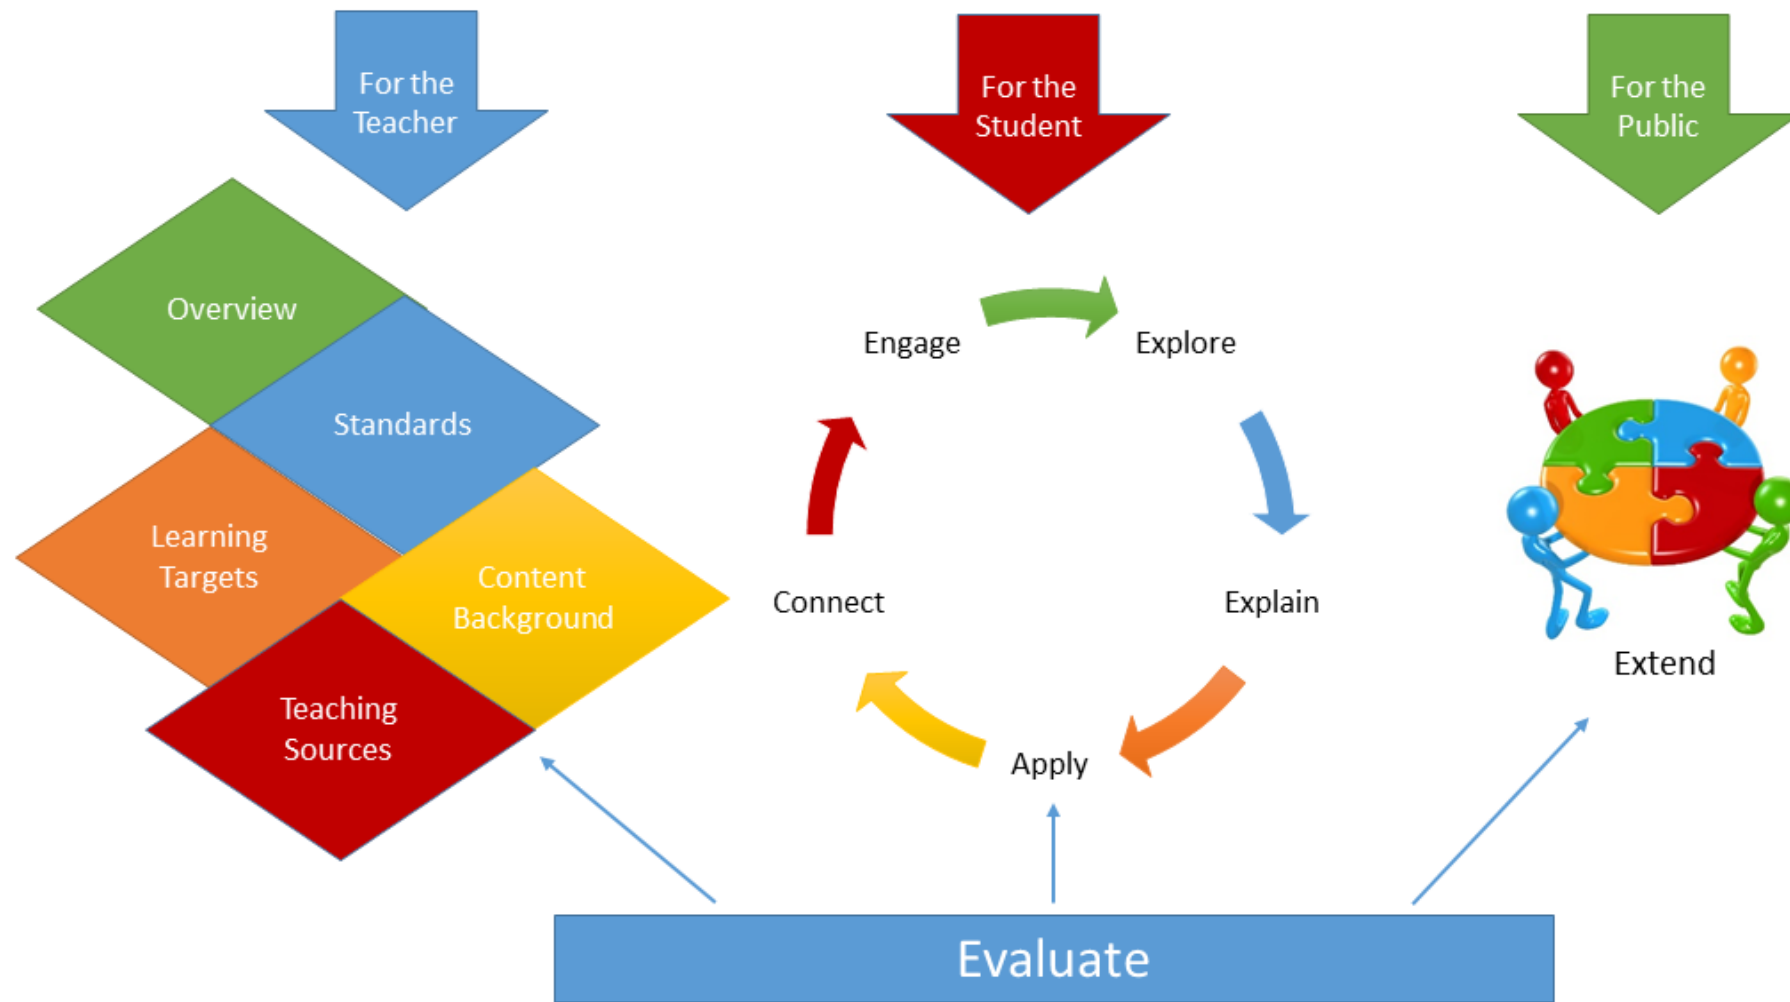 For the
Teacher
For the
Student
For the
Public
Overview
Standards
Learning
Targets
Content
Background
Teaching
Sources
Engage
Explore
Explain
Apply
Connect
Extend
Evaluate